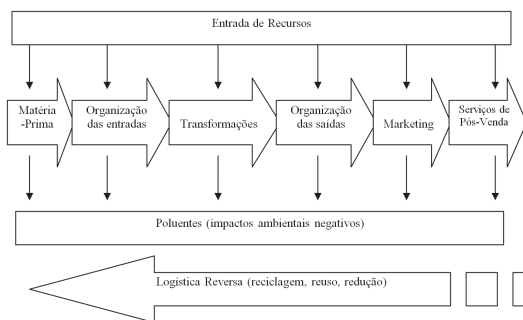 Entrada de Recursos
Matéria
-Prima
Organização
das entradas
Transformações
Organização
das saídas
Marketing
Serviços de
Pós-Venda
Poluentes (impactos ambientais negativos)
Logística Reversa (reciclagem, reuso, redução)